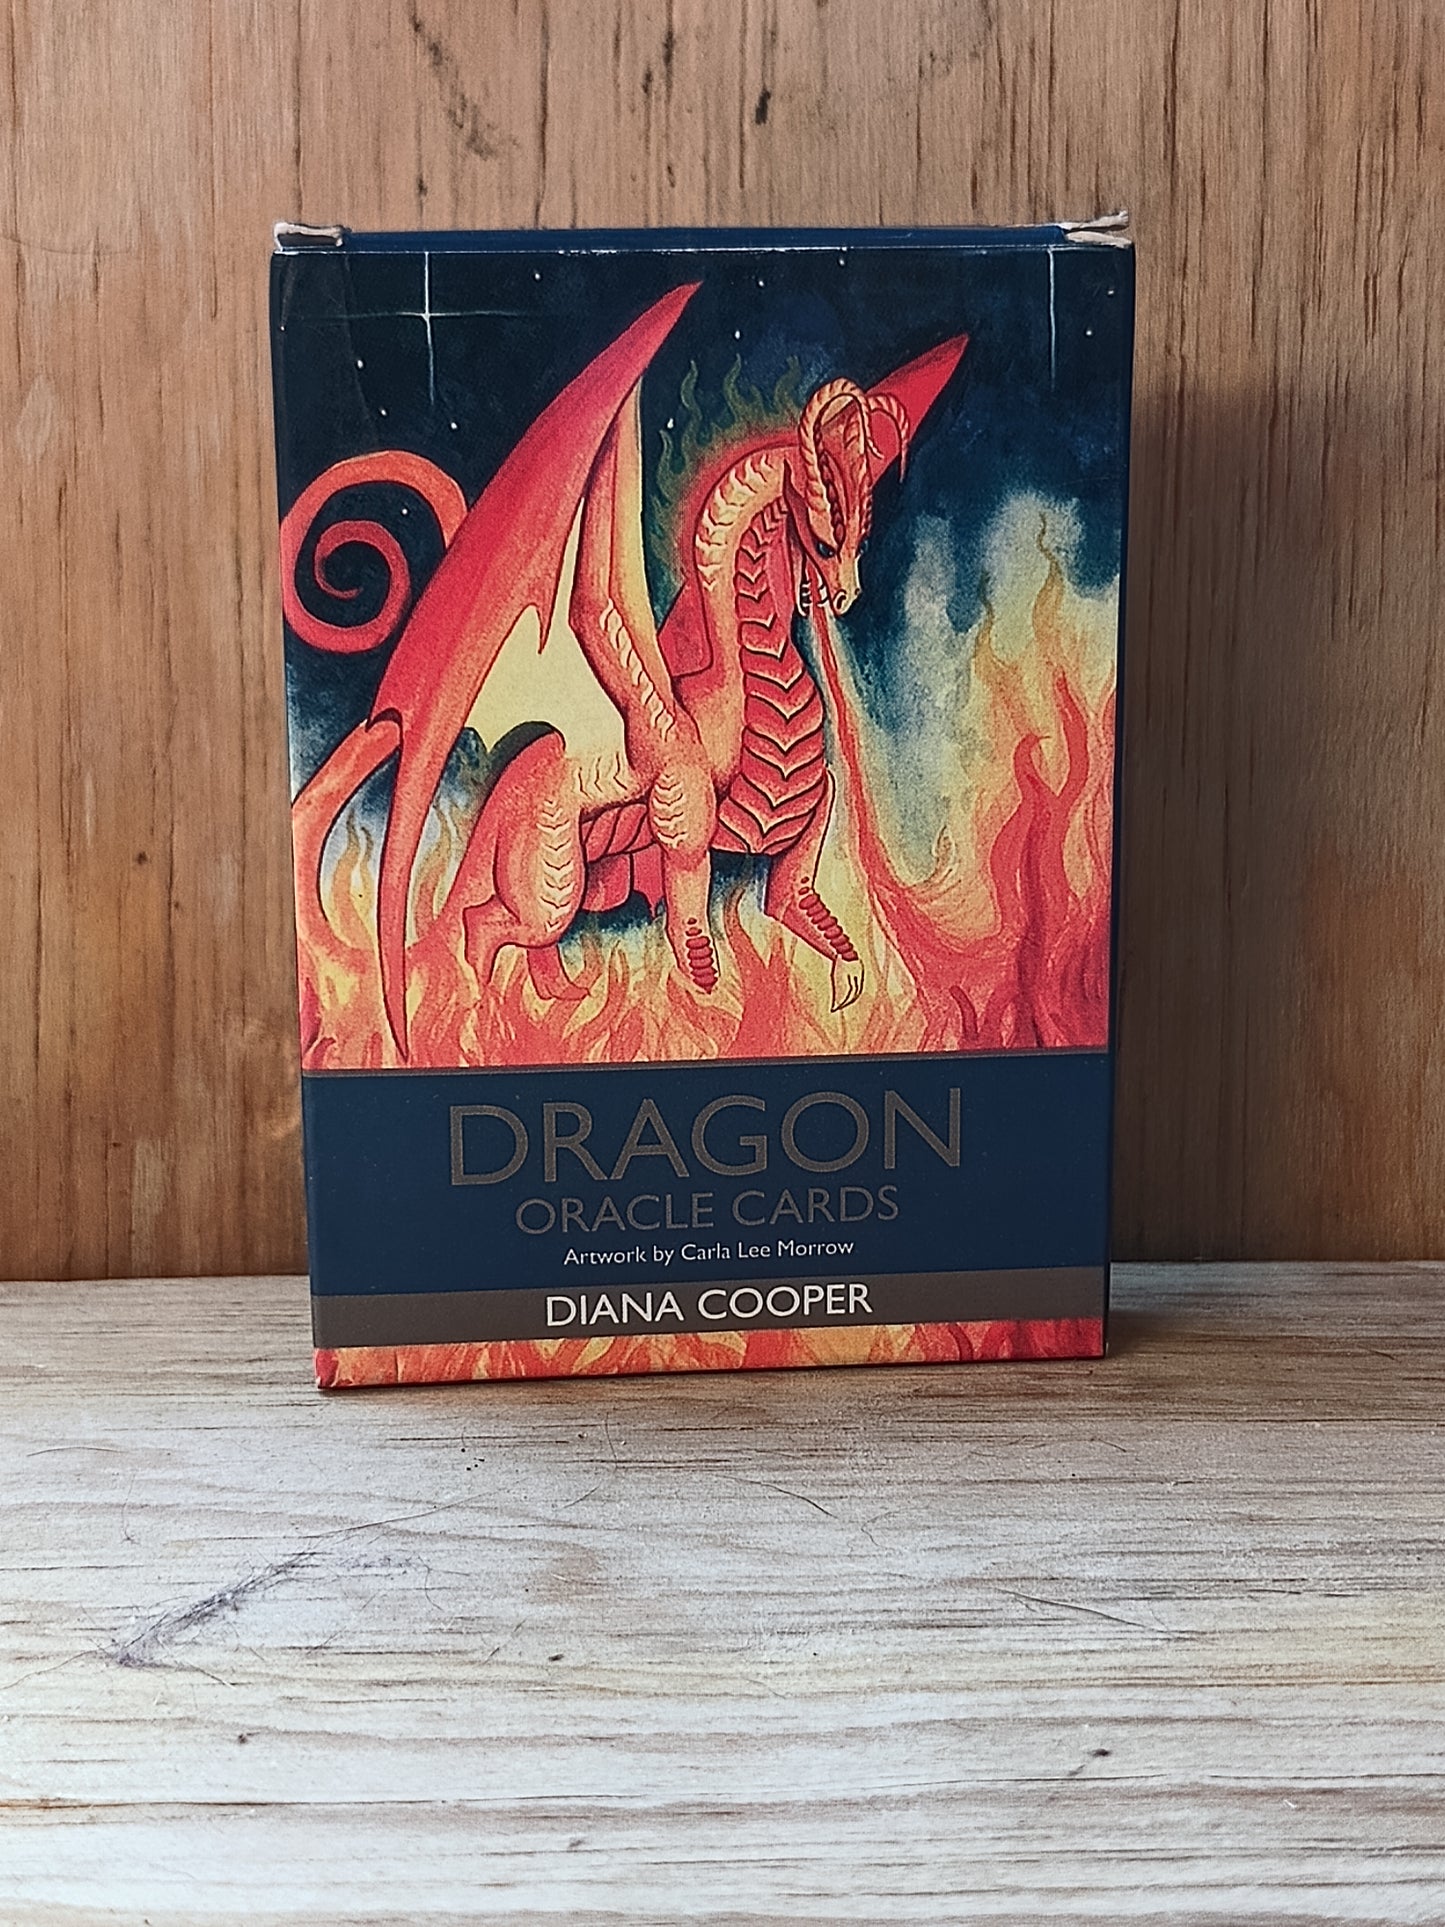 DRAGON
ORACLE CARDS
Artwork by Carla Lee Morrow
DIANA COOPER